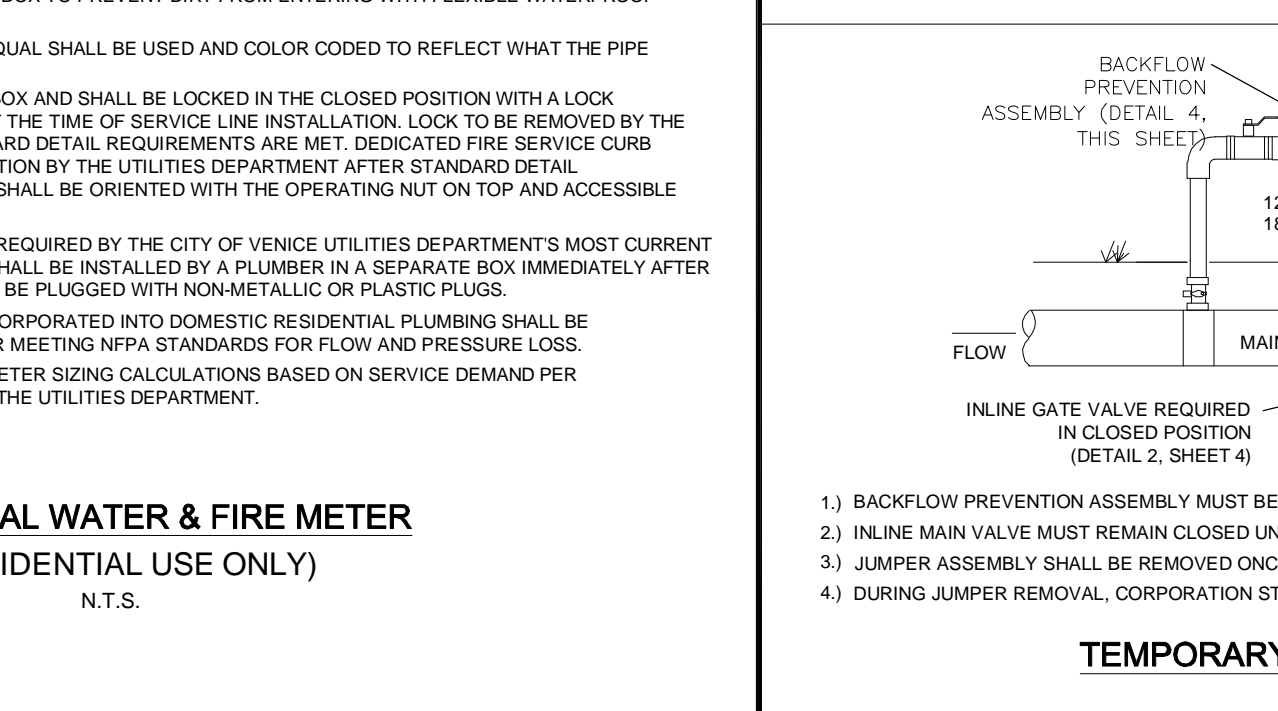 BOX TO PREVENT DIRT FROM ENTERING WITH FLEXIBLE WATERPROOF
QUAL SHALL BE USED AND COLOR CODED TO REFLECT WHAT THE PIPE
BOX AND SHALL BE LOCKED IN THE CLOSED POSITION WITH A LOCK
THE TIME OF SERVICE LINE INSTALLATION. LOCK TO BE REMOVED BY THE
ARD DETAIL REQUIREMENTS ARE MET. DEDICATED FIRE SERVICE CURB
TION BY THE UTILITIES DEPARTMENT AFTER STANDARD DETAIL
SHALL BE ORIENTED WITH THE OPERATING NUT ON TOP AND ACCESSIBLE
REQUIRED BY THE CITY OF VENICE UTILITIES DEPARTMENT'S MOST CURRENT
HALL BE INSTALLED BY A PLUMBER IN A SEPARATE BOX IMMEDIATELY AFTER
BE PLUGGED WITH NON-METALLIC OR PLASTIC PLUGS.
CORPORATED INTO DOMESTIC RESIDENTIAL PLUMBING SHALL BE
R MEETING NFPA STANDARDS FOR FLOW AND PRESSURE LOSS.
ETER SIZING CALCULATIONS BASED ON SERVICE DEMAND PER
THE UTILITIES DEPARTMENT.
AL WATER & FIRE METER
IDENTIAL USE ONLY)
N.T.S.
BACKFLOW
PREVENTION
ASSEMBLY (DETAIL 4,
THIS SHEET)
12
18
FLOW
MAIN
INLINE GATE VALVE REQUIRED
IN CLOSED POSITION
(DETAIL 2, SHEET 4)
1.) BACKFLOW PREVENTION ASSEMBLY MUST BE
2.) INLINE MAIN VALVE MUST REMAIN CLOSED UN
3.) JUMPER ASSEMBLY SHALL BE REMOVED ONC
4.) DURING JUMPER REMOVAL, CORPORATION ST
TEMPORARY